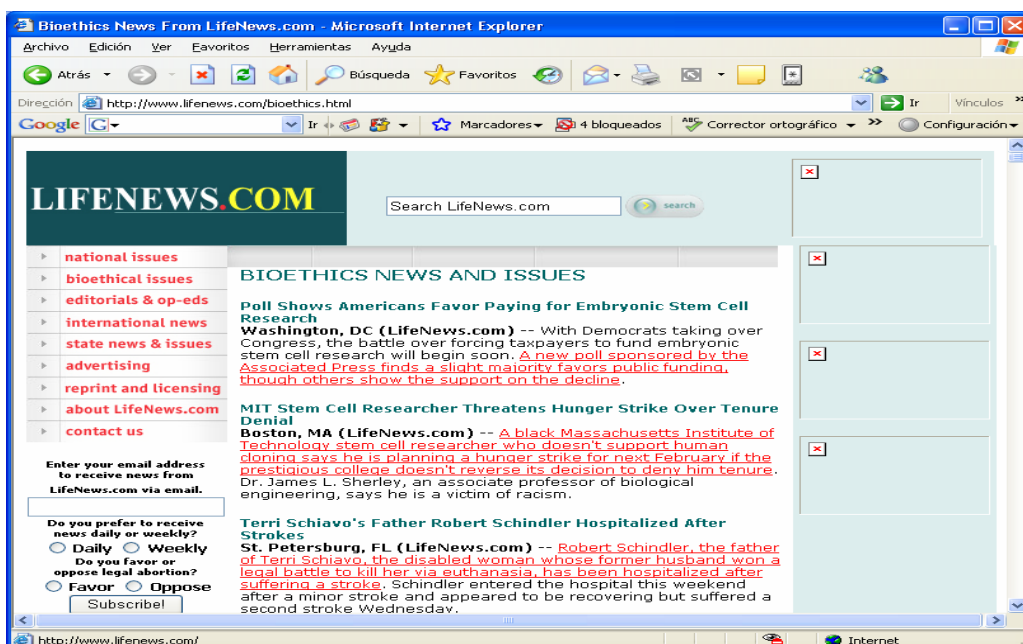 Bioethics News From LifeNews.com - Microsoft Internet Explorer
Archivo Edición Ver Favoritos Herramientas Ayuda
Atrás Búsqueda Favoritos
Dirección http://www.lifenews.com/bioethics.html Ir Vínculos »
Google G Ir Marcadores 4 bloqueados ABC Corrector ortográfico » Configuración
LIFENEWS.COM
Search LifeNews.com search
national issues
bioethical issues
editorials & op-eds
international news
state news & issues
advertising
reprint and licensing
about LifeNews.com
contact us
Enter your email address
to receive news from
LifeNews.com via email.
Do you prefer to receive
news daily or weekly?
Daily Weekly
Do you favor or
oppose legal abortion?
Favor Oppose
Subscribe!
BIOETHICS NEWS AND ISSUES
Poll Shows Americans Favor Paying for Embryonic Stem Cell
Research
Washington, DC (LifeNews.com) -- With Democrats taking over
Congress, the battle over forcing taxpayers to fund embryonic
stem cell research will begin soon. A new poll sponsored by the
Associated Press finds a slight majority favors public funding,
though others show the support on the decline.
MIT Stem Cell Researcher Threatens Hunger Strike Over Tenure
Denial
Boston, MA (LifeNews.com) -- A black Massachusetts Institute of
Technology stem cell researcher who doesn't support human
cloning says he is planning a hunger strike for next February if the
prestigious college doesn't reverse its decision to deny him tenure.
Dr. James L. Sherley, an associate professor of biological
engineering, says he is a victim of racism.
Terri Schiavo's Father Robert Schindler Hospitalized After
Strokes
St. Petersburg, FL (LifeNews.com) -- Robert Schindler, the father
of Terri Schiavo, the disabled woman whose former husband won a
legal battle to kill her via euthanasia, has been hospitalized after
suffering a stroke. Schindler entered the hospital this weekend
after a minor stroke and appeared to be recovering but suffered a
second stroke Wednesday.
http://www.lifenews.com/ Internet